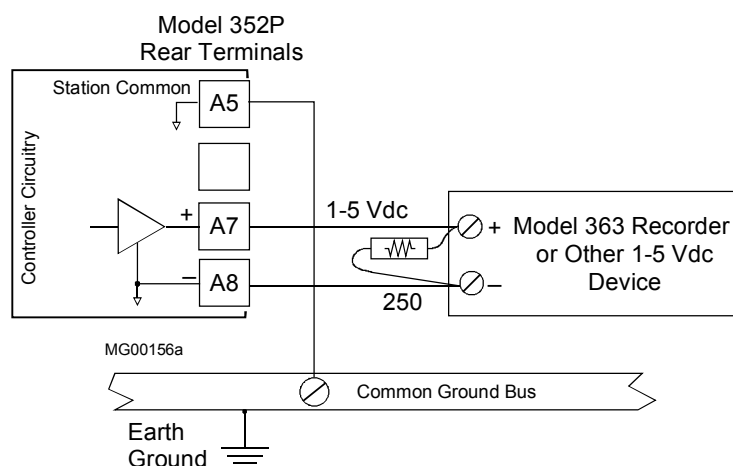 Model 352P
Rear Terminals
Station Common
A5
Controller Circuitry
+
A7
1-5 Vdc
+
Model 363 Recorder
or Other 1-5 Vdc
Device
–
A8
–
250
MG00156a
Common Ground Bus
Earth
Ground